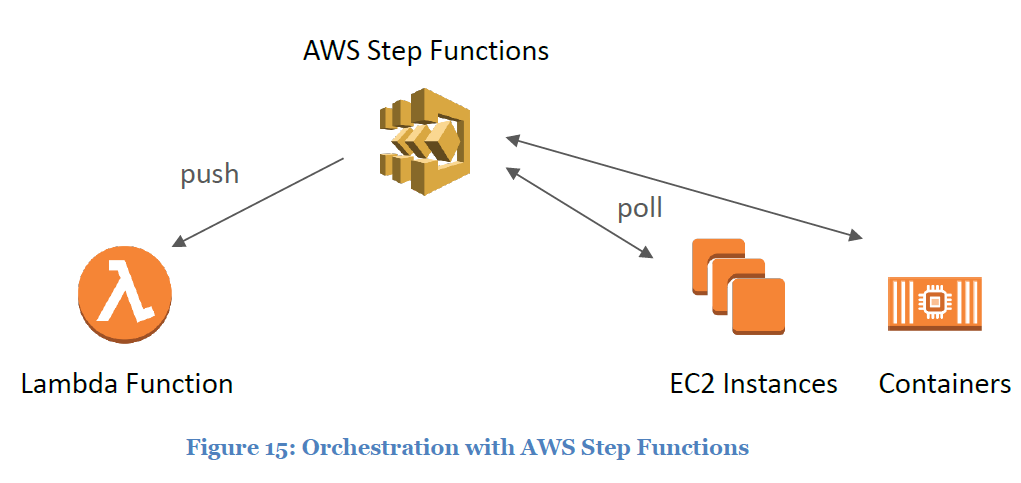 AWS Step Functions
push
poll
Lambda Function
EC2 Instances
Containers
Figure 15: Orchestration with AWS Step Functions